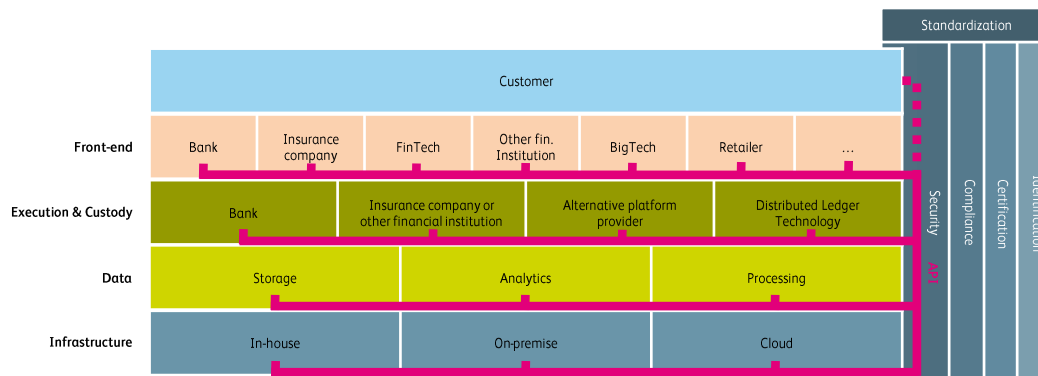 Standardization
Customer
Front-end
Bank
Insurance
company
FinTech
Other fin.
Institution
BigTech
Retailer
...
Execution & Custody
Bank
Insurance company or
other financial institution
Alternative platform
provider
Distributed Ledger
Technology
Data
Storage
Analytics
Processing
Infrastructure
In-house
On-premise
Cloud
API
Security
Compliance
Certification
Identification